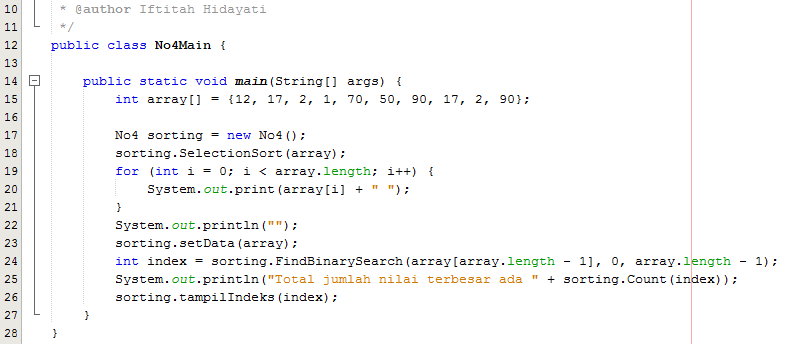 10 * @author Iftitah Hidayati
11 */
12 public class No4Main {
13
14 public static void main(String[] args) {
15 int array[] = {12, 17, 2, 1, 70, 50, 90, 17, 2, 90};
16
17 No4 sorting = new No4();
18 sorting.SelectionSort(array);
19 for (int i = 0; i < array.length; i++) {
20 System.out.print(array[i] + " ");
21 }
22 System.out.println("");
23 sorting.setData(array);
24 int index = sorting.FindBinarySearch(array[array.length - 1], 0, array.length - 1);
25 System.out.println("Total jumlah nilai terbesar ada " + sorting.Count(index));
26 sorting.tampilIndeks(index);
27 }
28 }